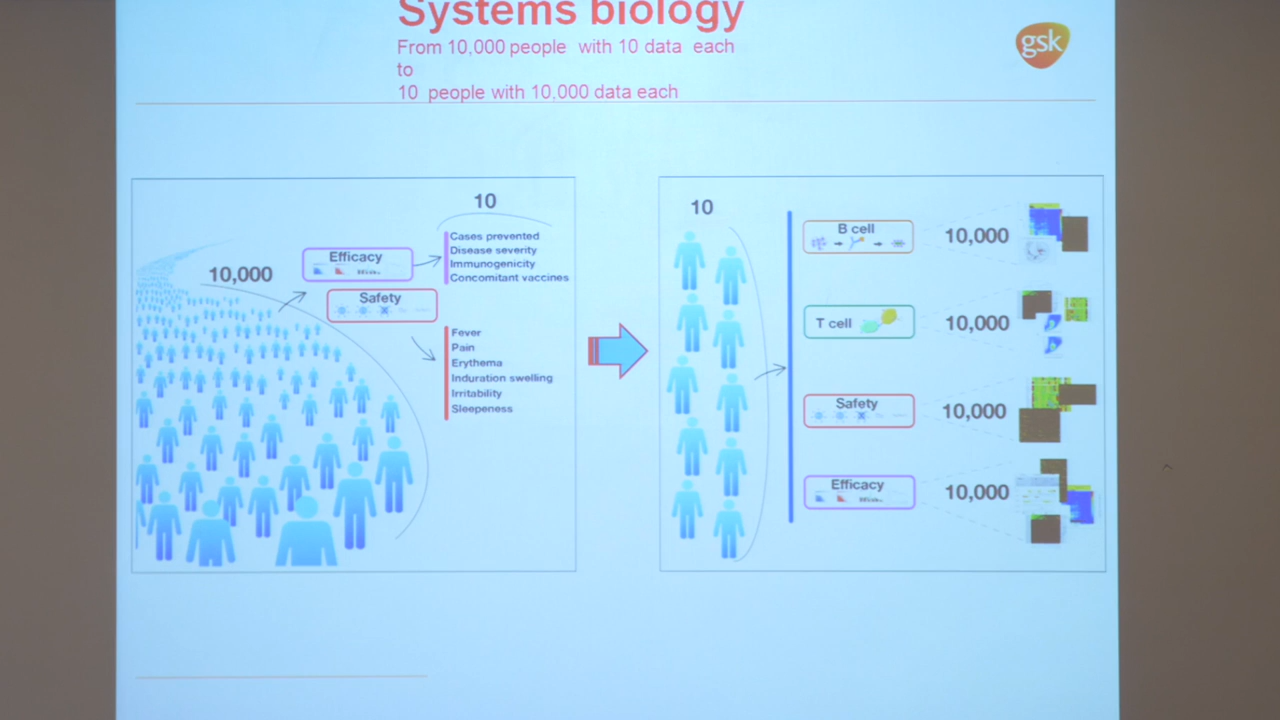 Systems biology
From 10,000 people with 10 data each
to
10 people with 10,000 data each
gsk
10
10,000
Efficacy
Safety
Cases prevented
Disease severity
Immunogenicity
Concomitant vaccines
Fever
Pain
Erythema
Induration swelling
Irritability
Sleepeness
10
B cell
10,000
T cell
10,000
Safety
10,000
Efficacy
10,000